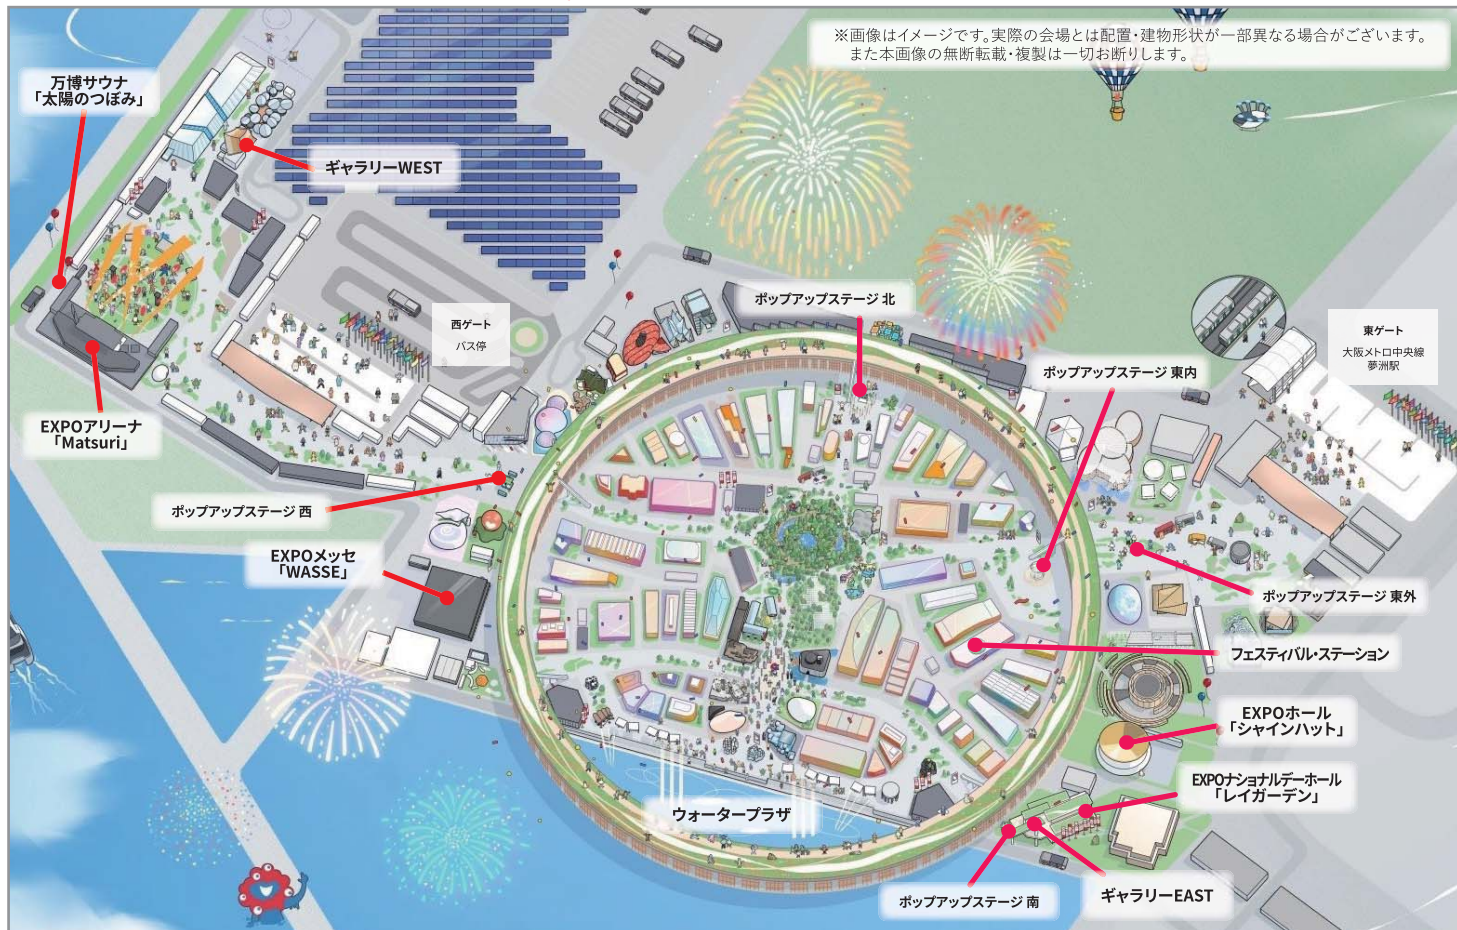 ※画像はイメージです。実際の会場とは配置・建物形状が一部異なる場合がございます。
また本画像の無断転載・複製は一切お断りします。
万博サウナ
「太陽のつぼみ」
ギャラリーWEST
ポップアップステージ 北
西ゲート
バス停
東ゲート
大阪メトロ中央線
夢洲駅
ポップアップステージ 東内
EXPOアリーナ
「Matsuri」
ポップアップステージ 西
EXPOメッセ
「WASSE」
ポップアップステージ 東外
フェスティバル・ステーション
EXPOホール
「シャインハット」
EXPOナショナルデーホール
「レイガーデン」
ウォータープラザ
ポップアップステージ 南
ギャラリーEAST